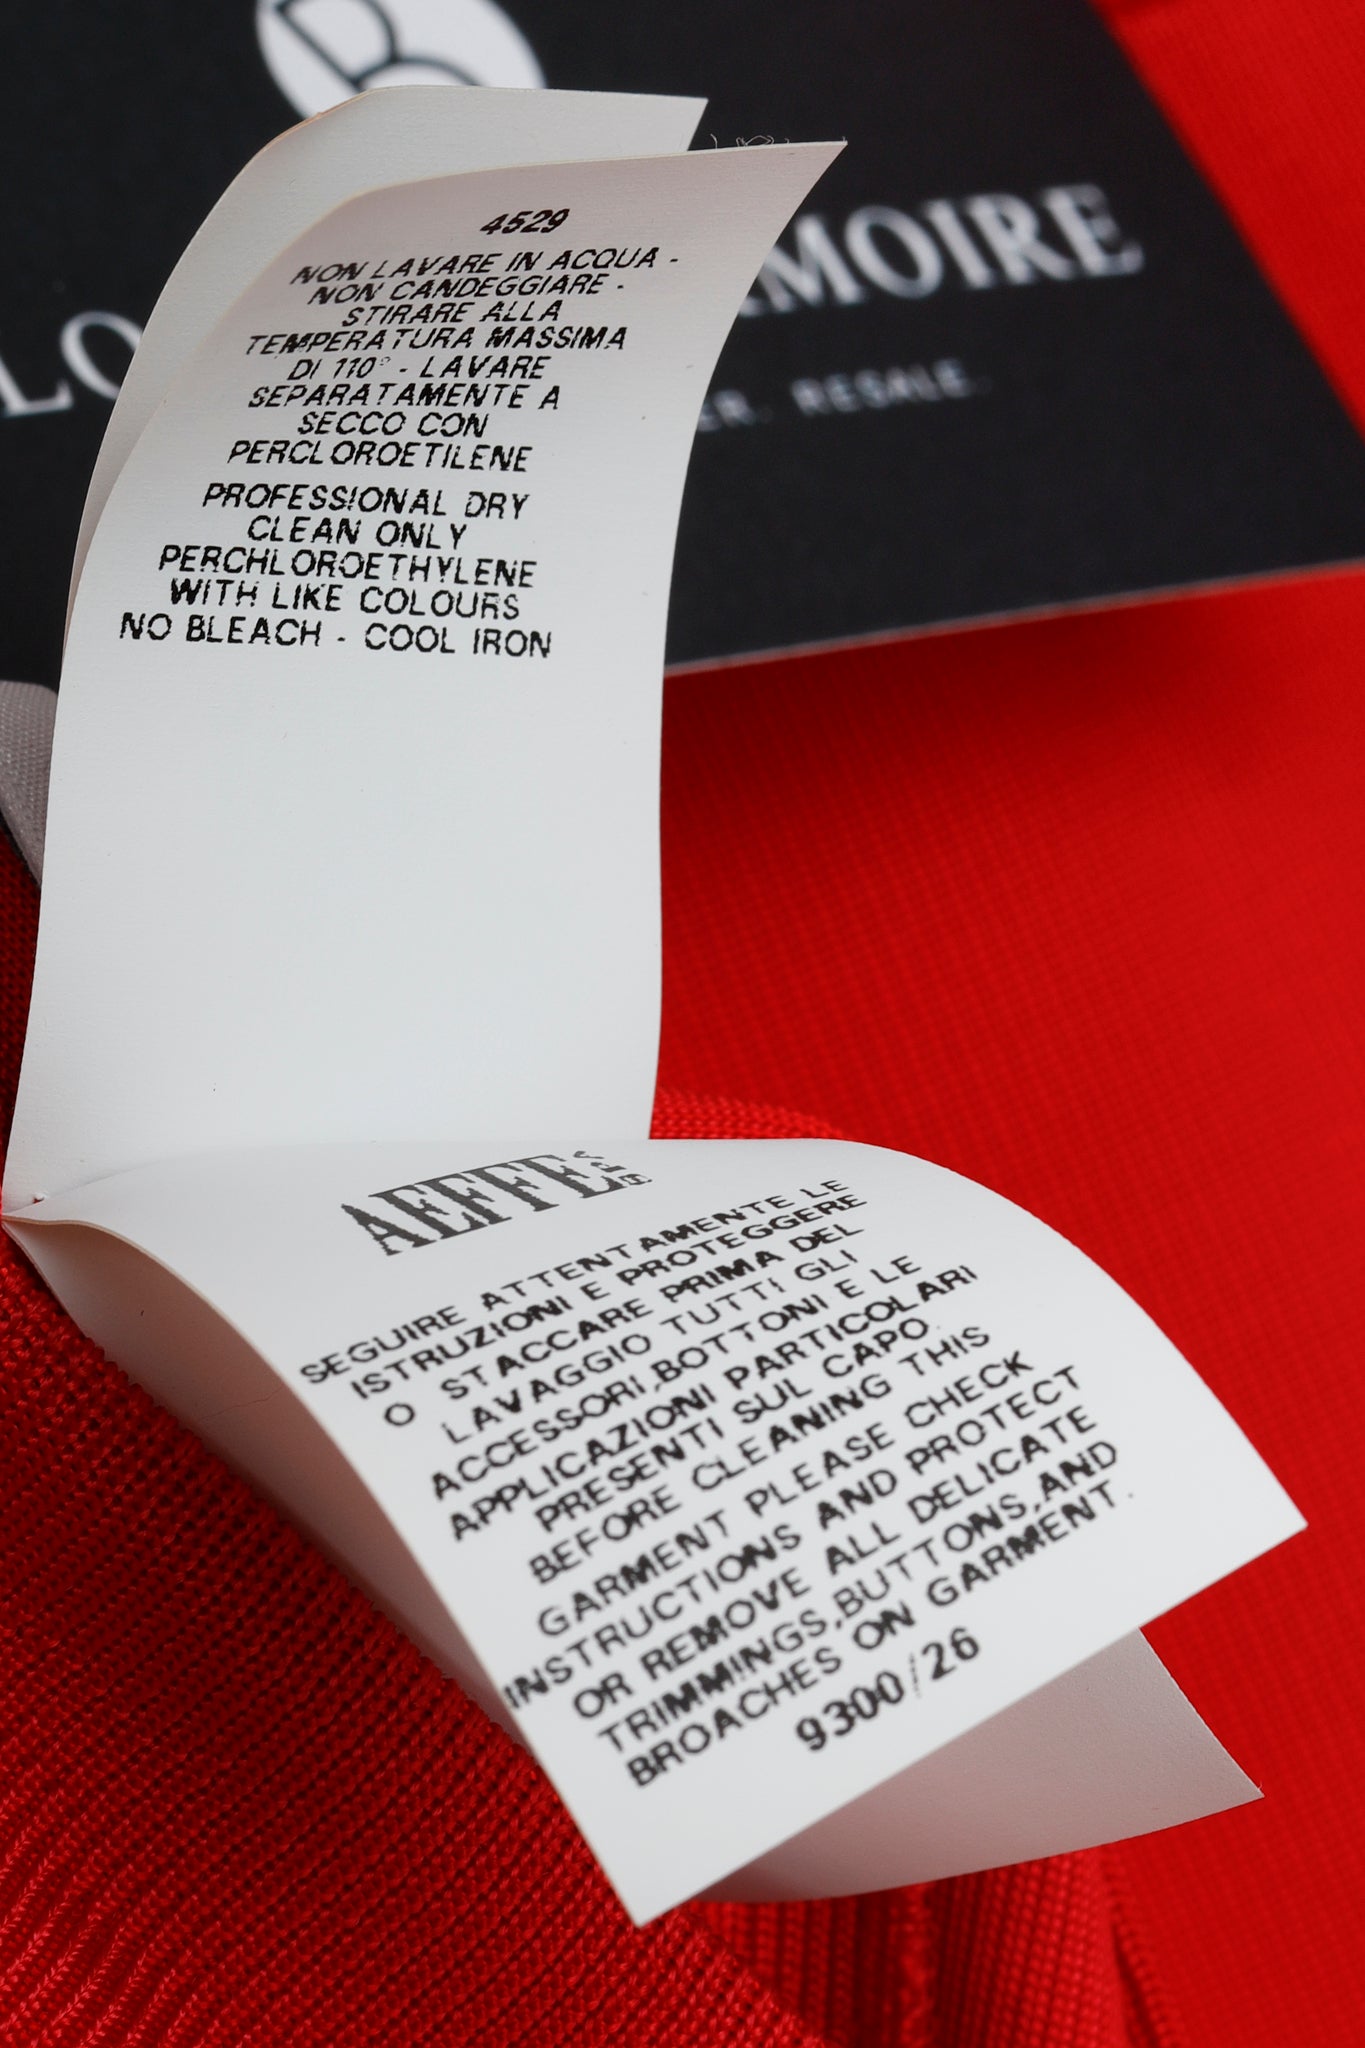 B
MOIRE
RESALE.
4529
NON LAVARE IN ACQUA -
NON CANDEGGIARE -
STIRARE ALLA
TEMPERATURA MASSIMA
DI 110° - LAVARE
SEPARATAMENTE A
SECCO CON
PERCLOROETILENE
PROFESSIONAL DRY
CLEAN ONLY
PERCHLOROETHYLENE
WITH LIKE COLOURS
NO BLEACH - COOL IRON
AEFFE
SEGUIRE ATTENTAMENTE LE
ISTRUZIONI E PROTEGGERE
O STACCARE PRIMA DEL
LAVAGGIO TUTTI GLI
ACCESSORI,BOTTONI E LE
APPLICAZIONI PARTICOLARI
PRESENTI SUL CAPO.
BEFORE CLEANING THIS
GARMENT PLEASE CHECK
INSTRUCTIONS AND PROTECT
OR REMOVE ALL DELICATE
TRIMMINGS,BUTTONS,AND
BROACHES ON GARMENT.
9300/26